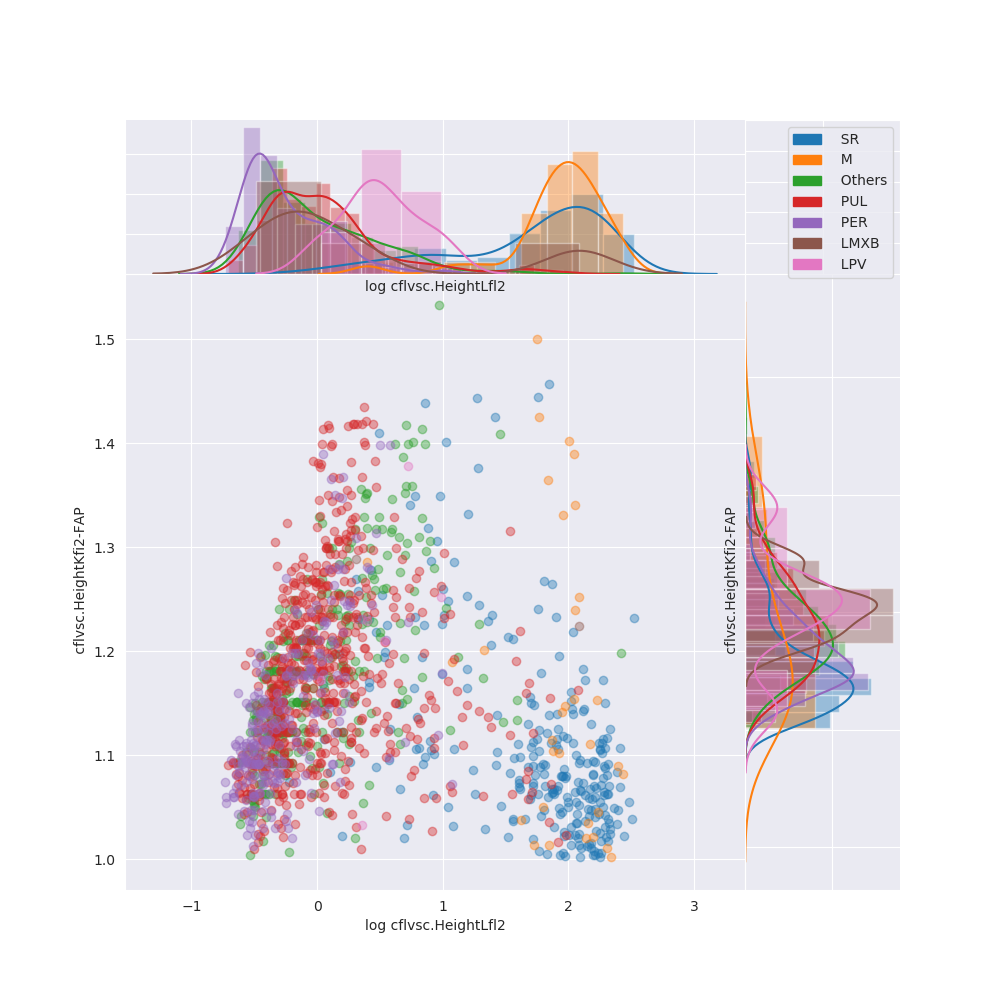 SR
M
Others
PUL
PER
LMXB
LPV
log cflvsc.HeightLfl2
1.5
1.4
1.3
1.2
1.1
1.0
cflvsc.HeightKfi2-FAP
cflvsc.HeightKfi2-FAP
−1 0 1 2 3
log cflvsc.HeightLfl2